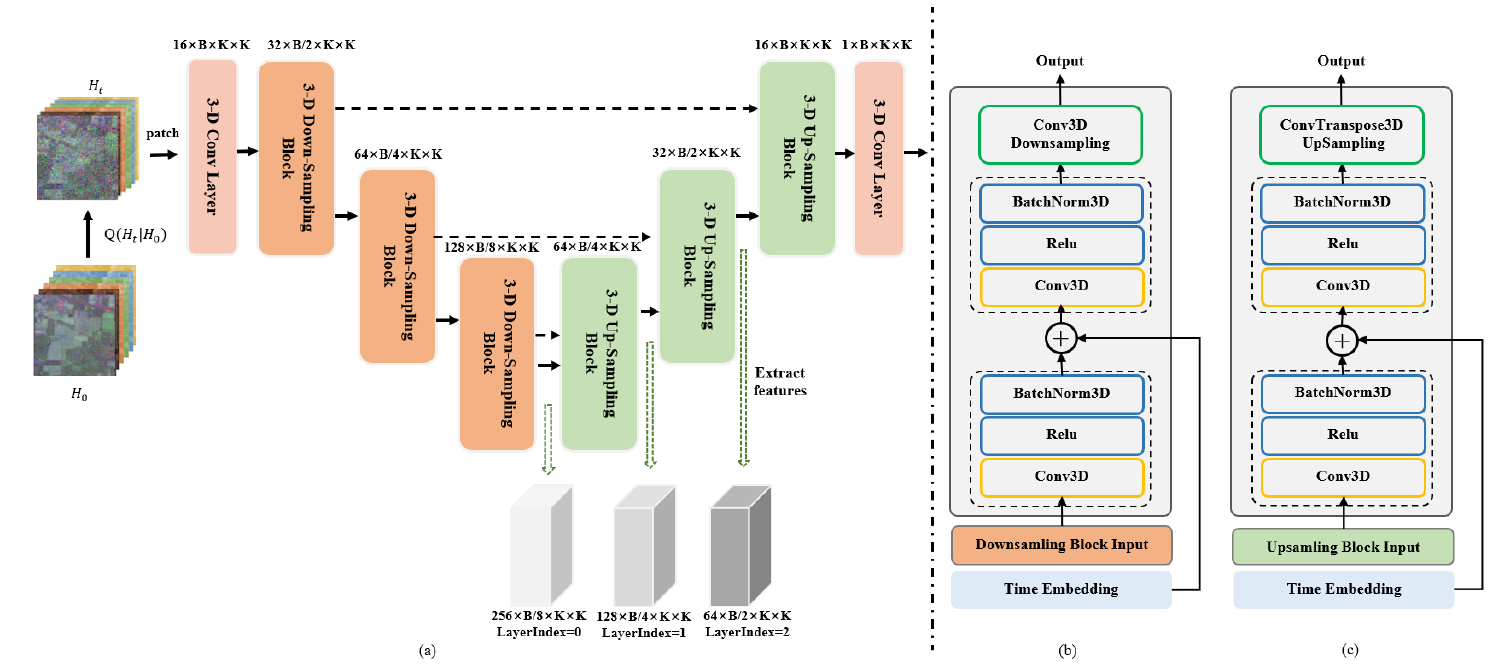 16×B×K×K
32×B/2×K×K
16×B×K×K
1×B×K×K
H_t
patch
3-D Conv Layer
3-D Down-Sampling
Block
3-D Up-Sampling
Block
3-D Conv Layer
64×B/4×K×K
32×B/2×K×K
3-D Down-Sampling
Block
3-D Up-Sampling
Block
Q(H_t|H_0)
128×B/8×K×K
64×B/4×K×K
3-D Down-Sampling
Block
3-D Up-Sampling
Block
H_0
Extract
features
256×B/8×K×K
LayerIndex=0
128×B/4×K×K
LayerIndex=1
64×B/2×K×K
LayerIndex=2
(a)
Output
Conv3D
Downsampling
BatchNorm3D
Relu
Conv3D
+
BatchNorm3D
Relu
Conv3D
Downsamling Block Input
Time Embedding
(b)
Output
ConvTranspose3D
UpSampling
BatchNorm3D
Relu
Conv3D
+
BatchNorm3D
Relu
Conv3D
Upsamling Block Input
Time Embedding
(c)